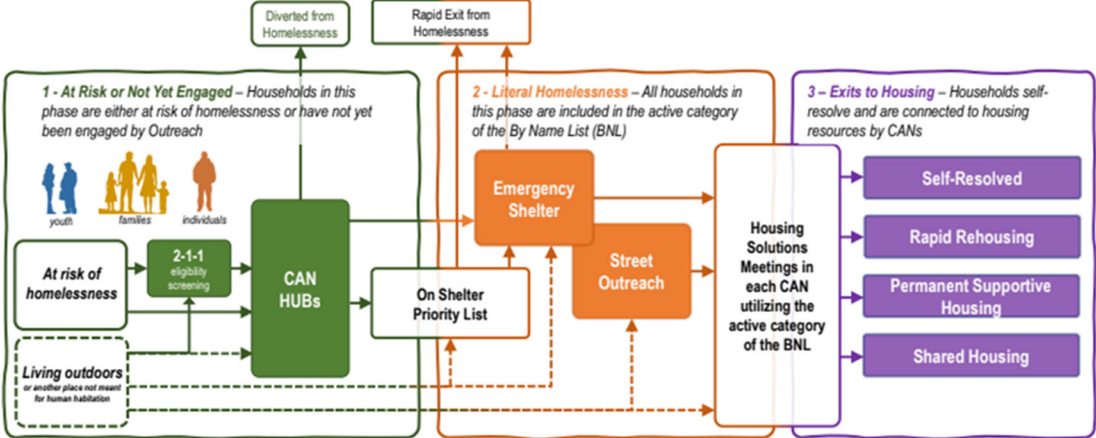 Diverted from
Homelessness
Rapid Exit from
Homelessness
1 - At Risk or Not Yet Engaged – Households in this
phase are either at risk of homelessness or have not yet
been engaged by Outreach
youth
families
individuals
At risk of
homelessness
2-1-1
eligibility
screening
CAN
HUBs
Living outdoors
or another place not meant
for human habitation
On Shelter
Priority List
2 - Literal Homelessness – All households in
this phase are included in the active category
of the By Name List (BNL)
Emergency
Shelter
Street
Outreach
Housing
Solutions
Meetings in
each CAN
utilizing the
active category
of the BNL
3 – Exits to Housing – Households self-
resolve and are connected to housing
resources by CANs
Self-Resolved
Rapid Rehousing
Permanent Supportive
Housing
Shared Housing